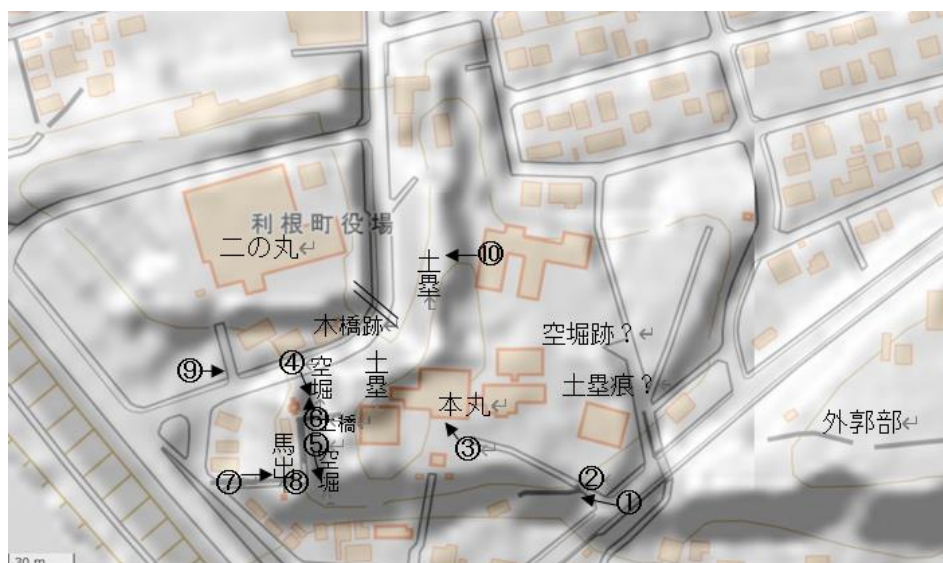 利根町役場
二の丸↵
土塁↵
⑩
木橋跡↵
空堀跡？↵
⑨
④
空堀
土塁
土塁痕？↵
本丸↵
外郭部↵
⑥
土橋
⑤
③
馬出
空堀
⑦
⑧
②
①
20 m